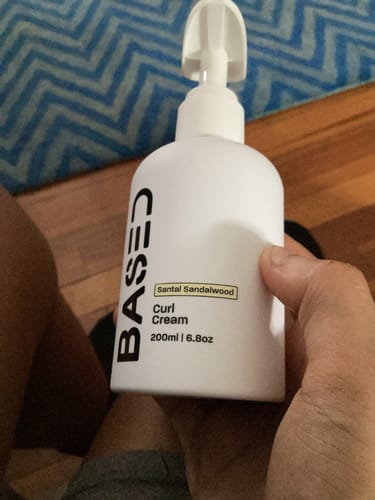 BASED
Santal Sandalwood
Curl
Cream
200ml | 6.8oz